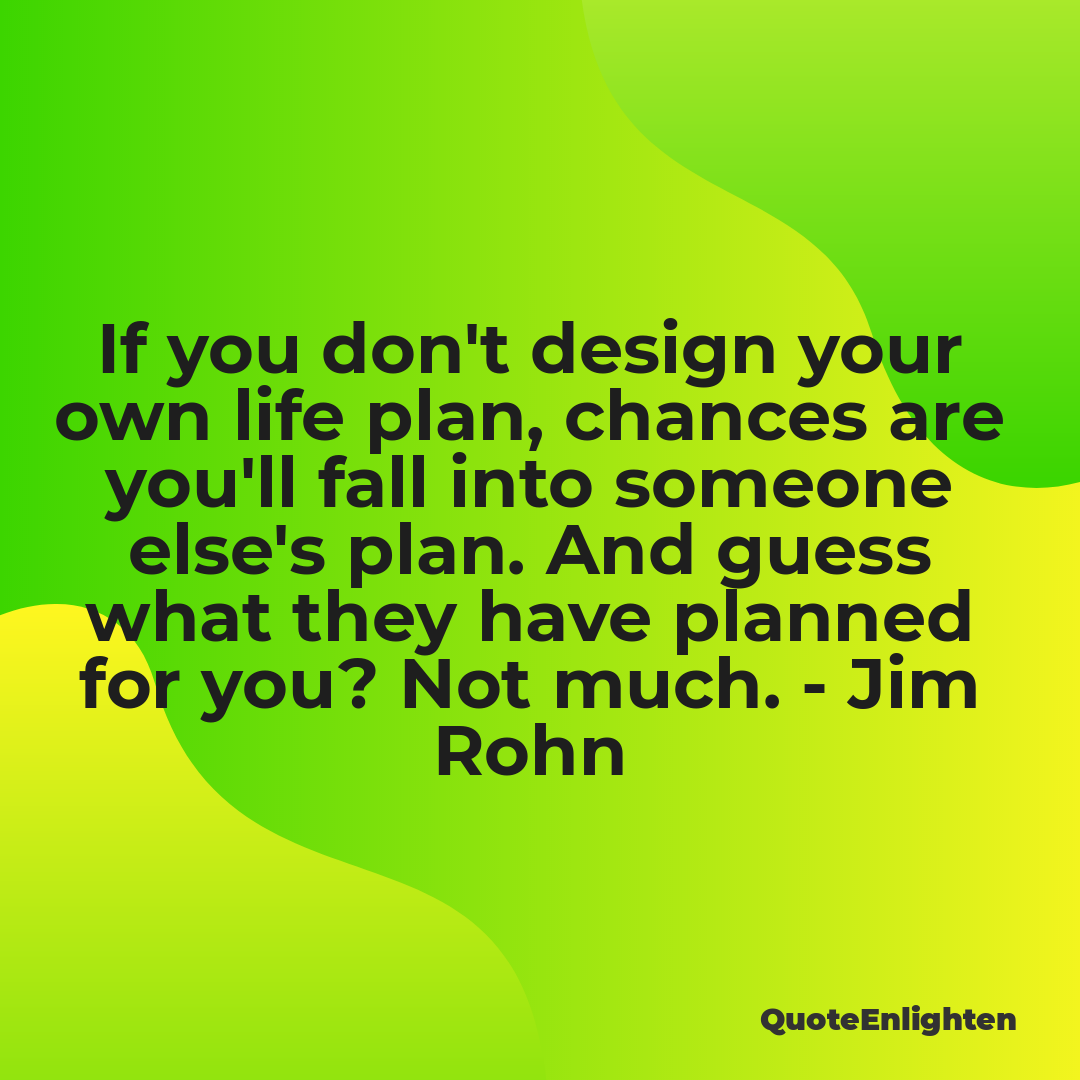 If you don't design your
own life plan, chances are
you'll fall into someone
else's plan. And guess
what they have planned
for you? Not much. - Jim
Rohn
QuoteEnlighten